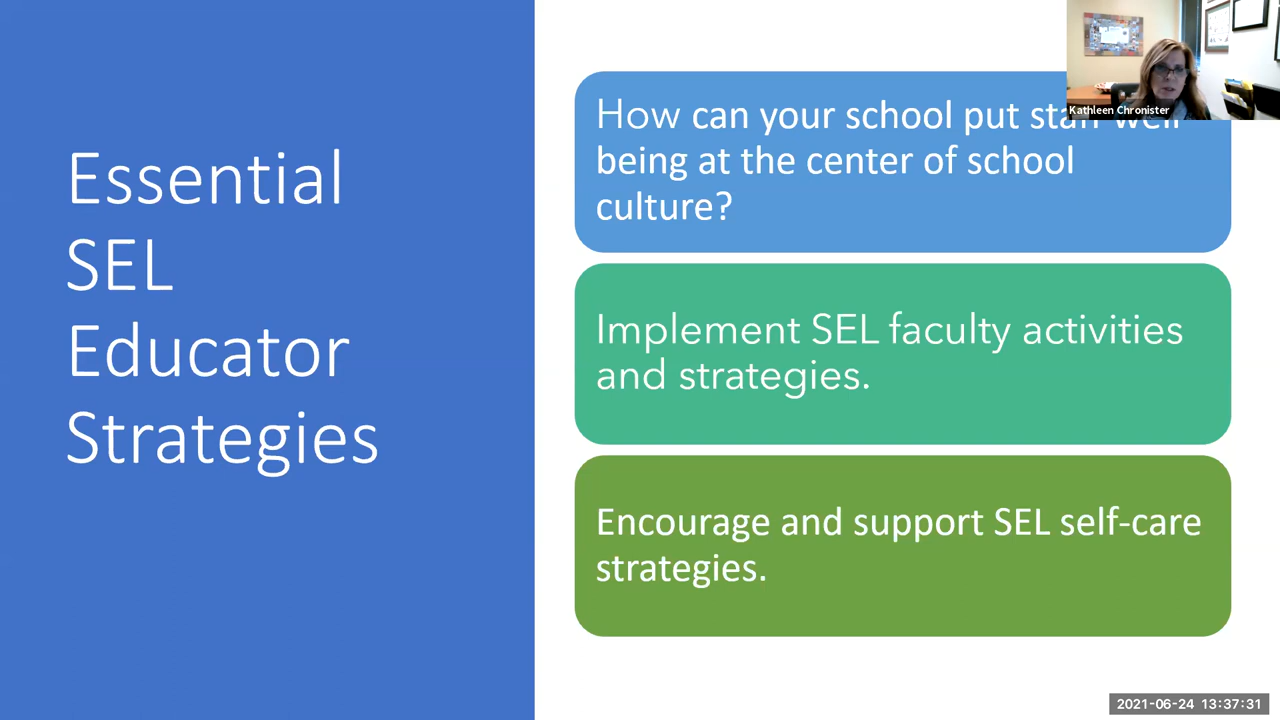 Essential
SEL
Educator
Strategies
How can your school put staff well
being at the center of school
culture?
Implement SEL faculty activities
and strategies.
Encourage and support SEL self-care
strategies.
Kathleen Chronister
2021-06-24 13:37:31